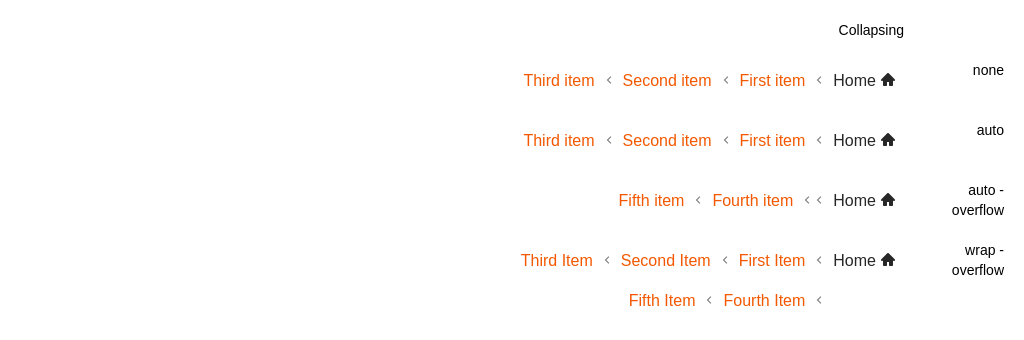 Collapsing
none
Home First item Second item Third item
auto
Home First item Second item Third item
auto -
overflow
Home Fourth item Fifth item
wrap -
overflow
Home First Item Second Item Third Item
Fourth Item Fifth Item